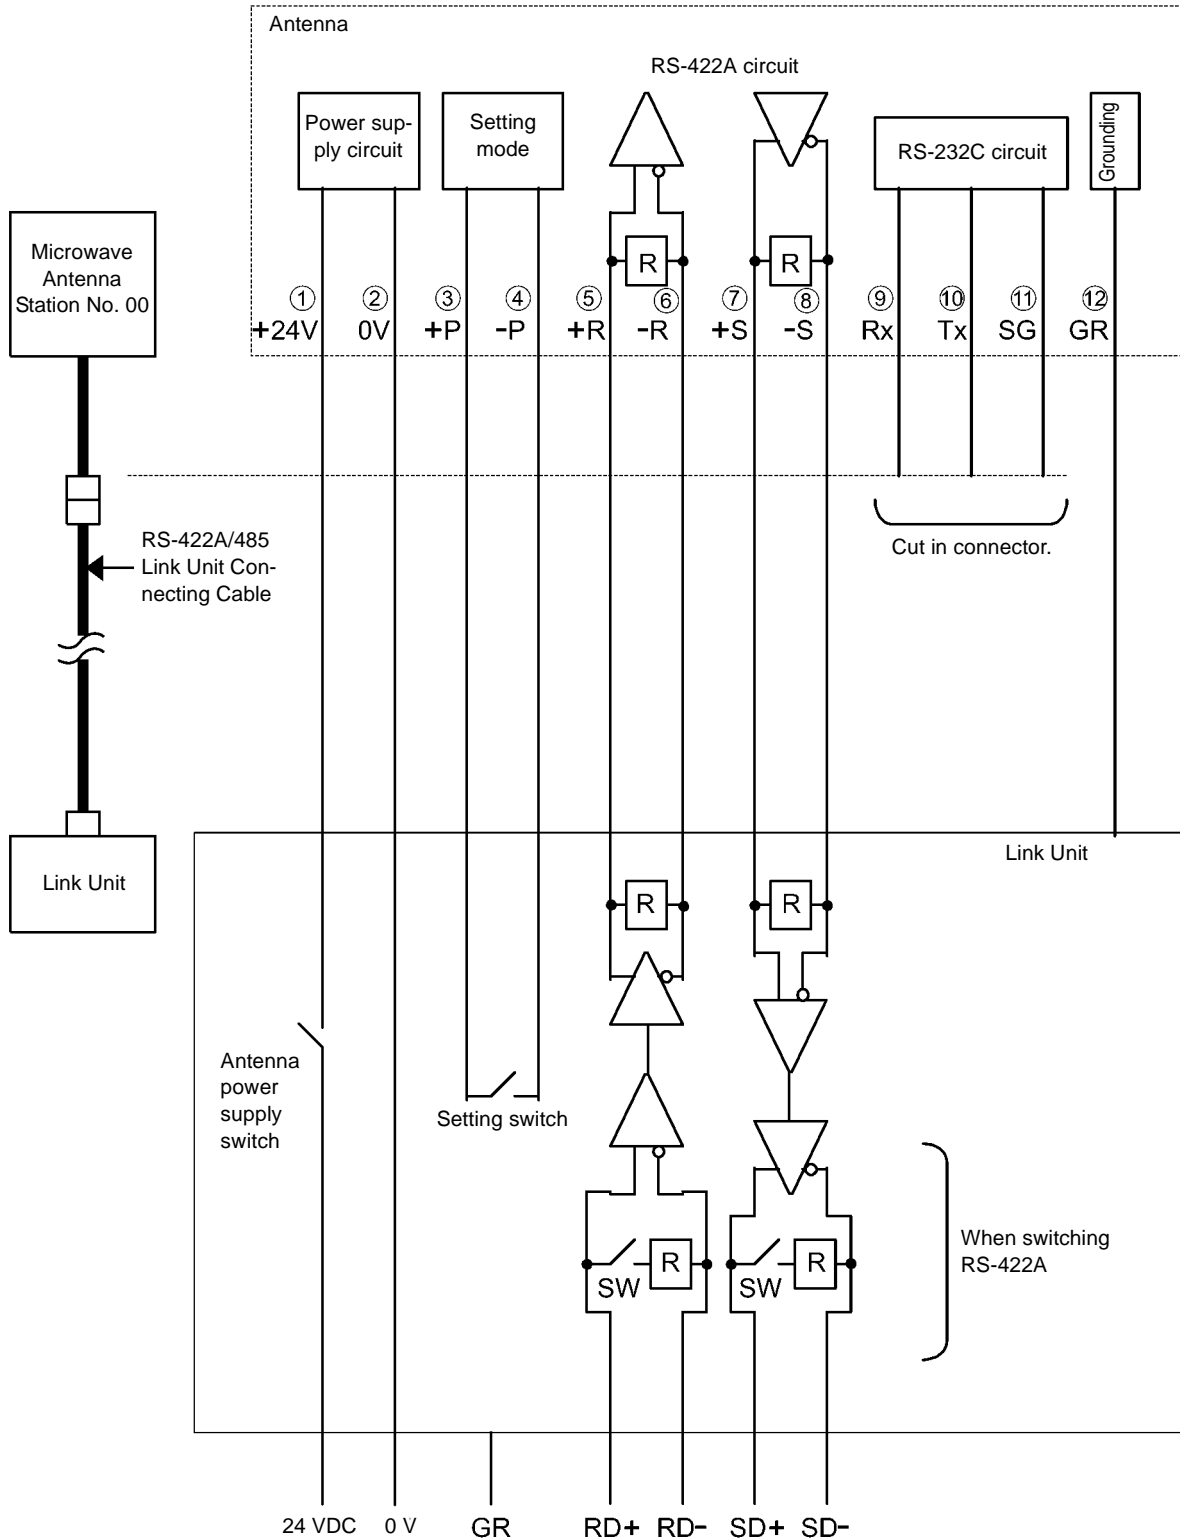 Antenna
RS-422A circuit
Power sup-
ply circuit
Setting
mode
RS-232C circuit
Grounding
Microwave
Antenna
Station No. 00
① ② ③ ④ ⑤ ⑥ ⑦ ⑧ ⑨ ⑩ ⑪ ⑫
+24V 0V +P -P +R -R +S -S Rx Tx SG GR
R R
RS-422A/485
Link Unit Con-
necting Cable
Cut in connector.
Link Unit
Link Unit
R R
Antenna
power
supply
switch
Setting switch
When switching
RS-422A
R R
SW SW
24 VDC 0 V GR RD+ RD- SD+ SD-